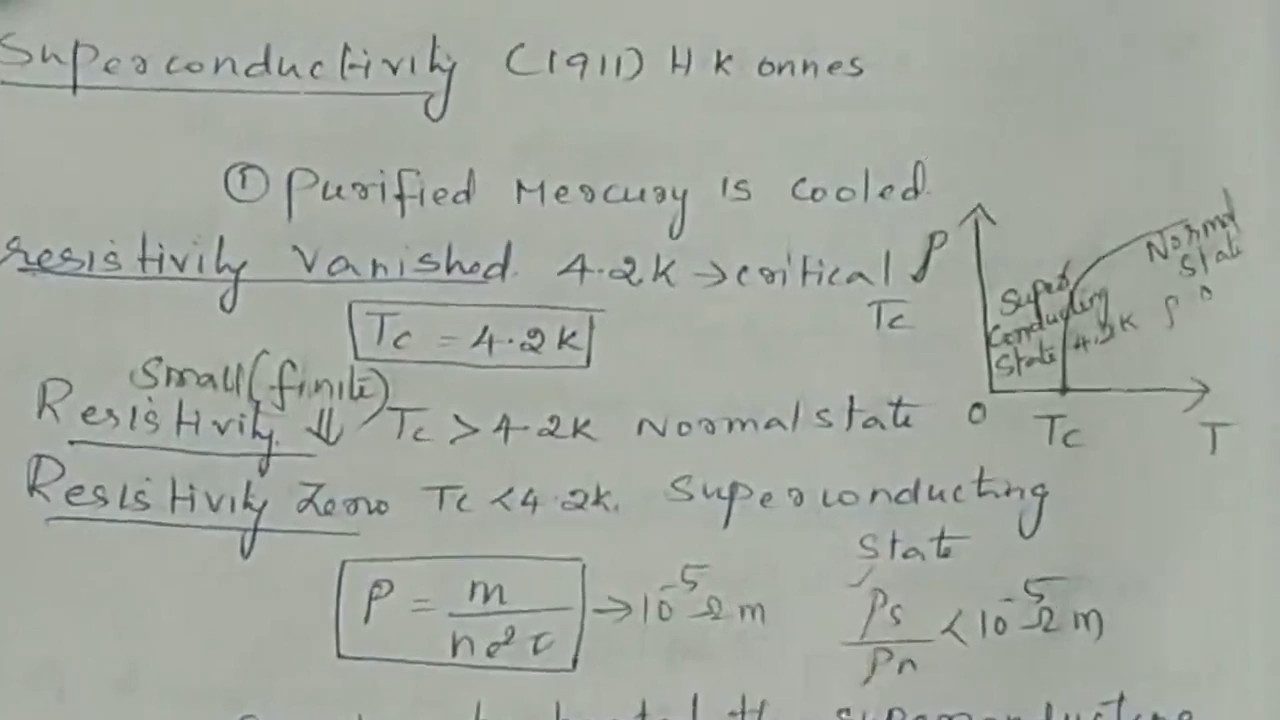 Superconductivity (1911) H K onnes
① Purified Mercury is cooled.
resistivity vanished. 4.2K → critical
Tc
Tc = 4.2K
Small (finite)
Resistivity ⇓ Tc > 4.2K Normal state
Resistivity Zero Tc < 4.2K. Superconducting
State
ρ = m / ne²τ → 10⁻⁵ Ω m
ρs / ρn < 10⁻⁵ Ω m
ρ
Normal
State
Super
Conducting
State
4.2K
0
Tc
T